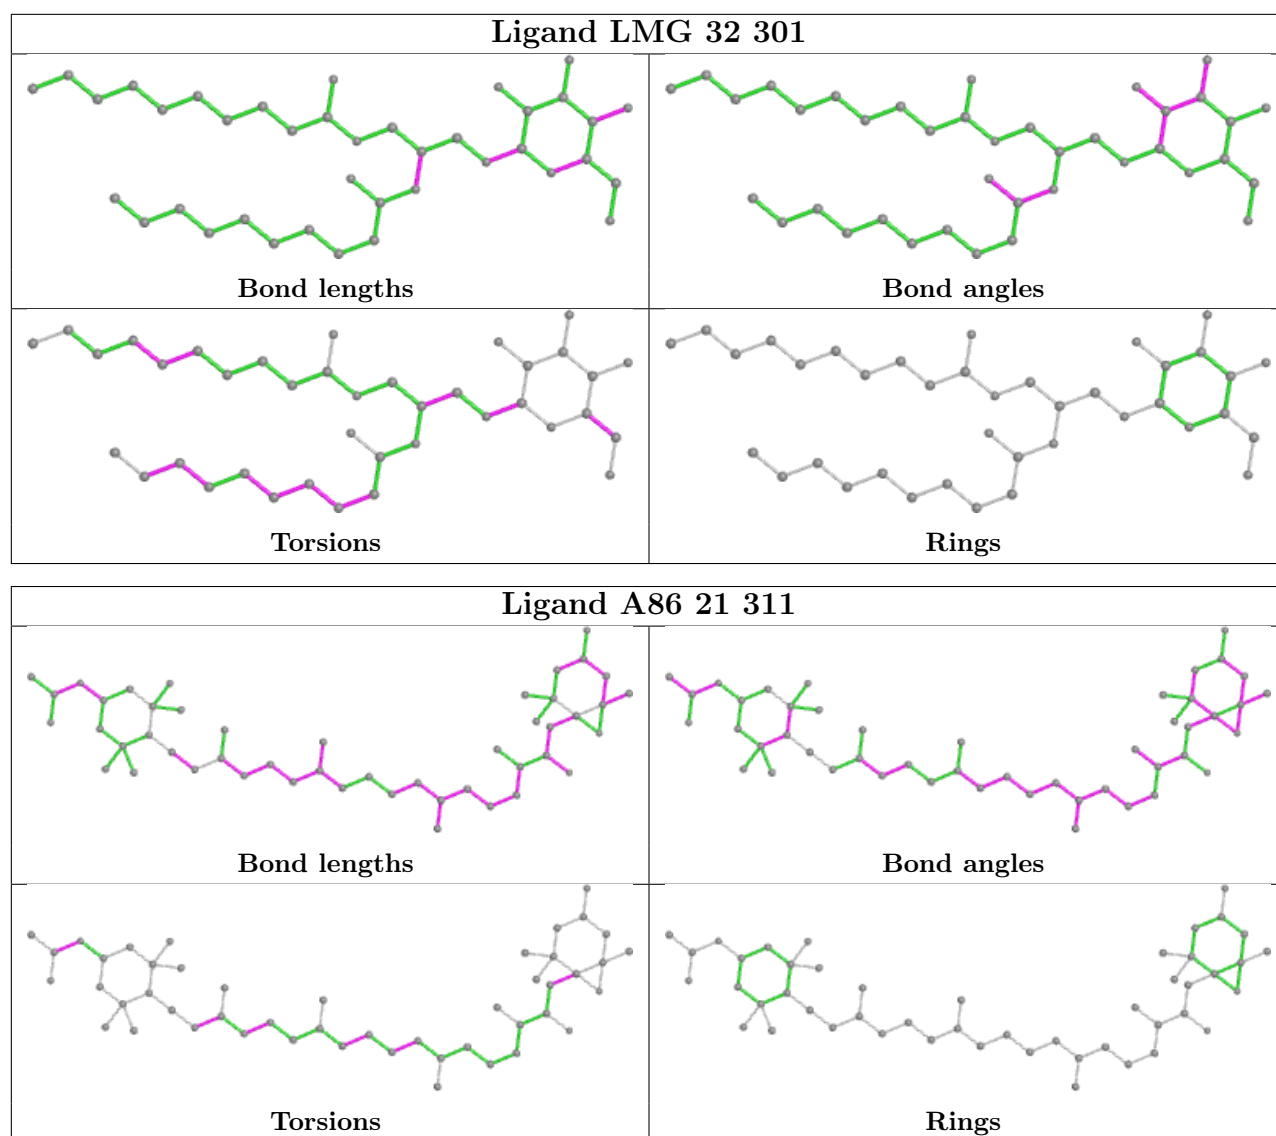 Ligand LMG 32 301
Bond lengths
Bond angles
Torsions
Rings
Ligand A86 21 311
Bond lengths
Bond angles
Torsions
Rings